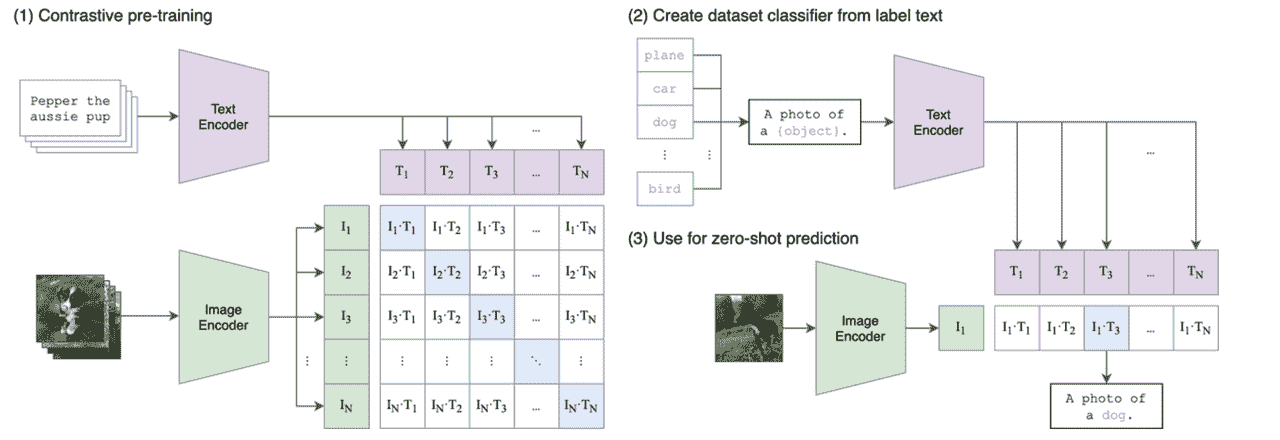 (1) Contrastive pre-training
Pepper the
aussie pup
Text
Encoder
...
T1 T2 T3 ... TN
Image
Encoder
I1 I1·T1 I1·T2 I1·T3 ... I1·TN
I2 I2·T1 I2·T2 I2·T3 ... I2·TN
I3 I3·T1 I3·T2 I3·T3 ... I3·TN
⋮ ⋮ ⋮ ⋮ ⋮ ⋱ ⋮
IN IN·T1 IN·T2 IN·T3 ... IN·TN
(2) Create dataset classifier from label text
plane
car
dog
⋮ ⋮
bird
A photo of
a {object}.
Text
Encoder
...
(3) Use for zero-shot prediction
T1 T2 T3 ... TN
Image
Encoder
I1 I1·T1 I1·T2 I1·T3 ... I1·TN
A photo of
a dog.